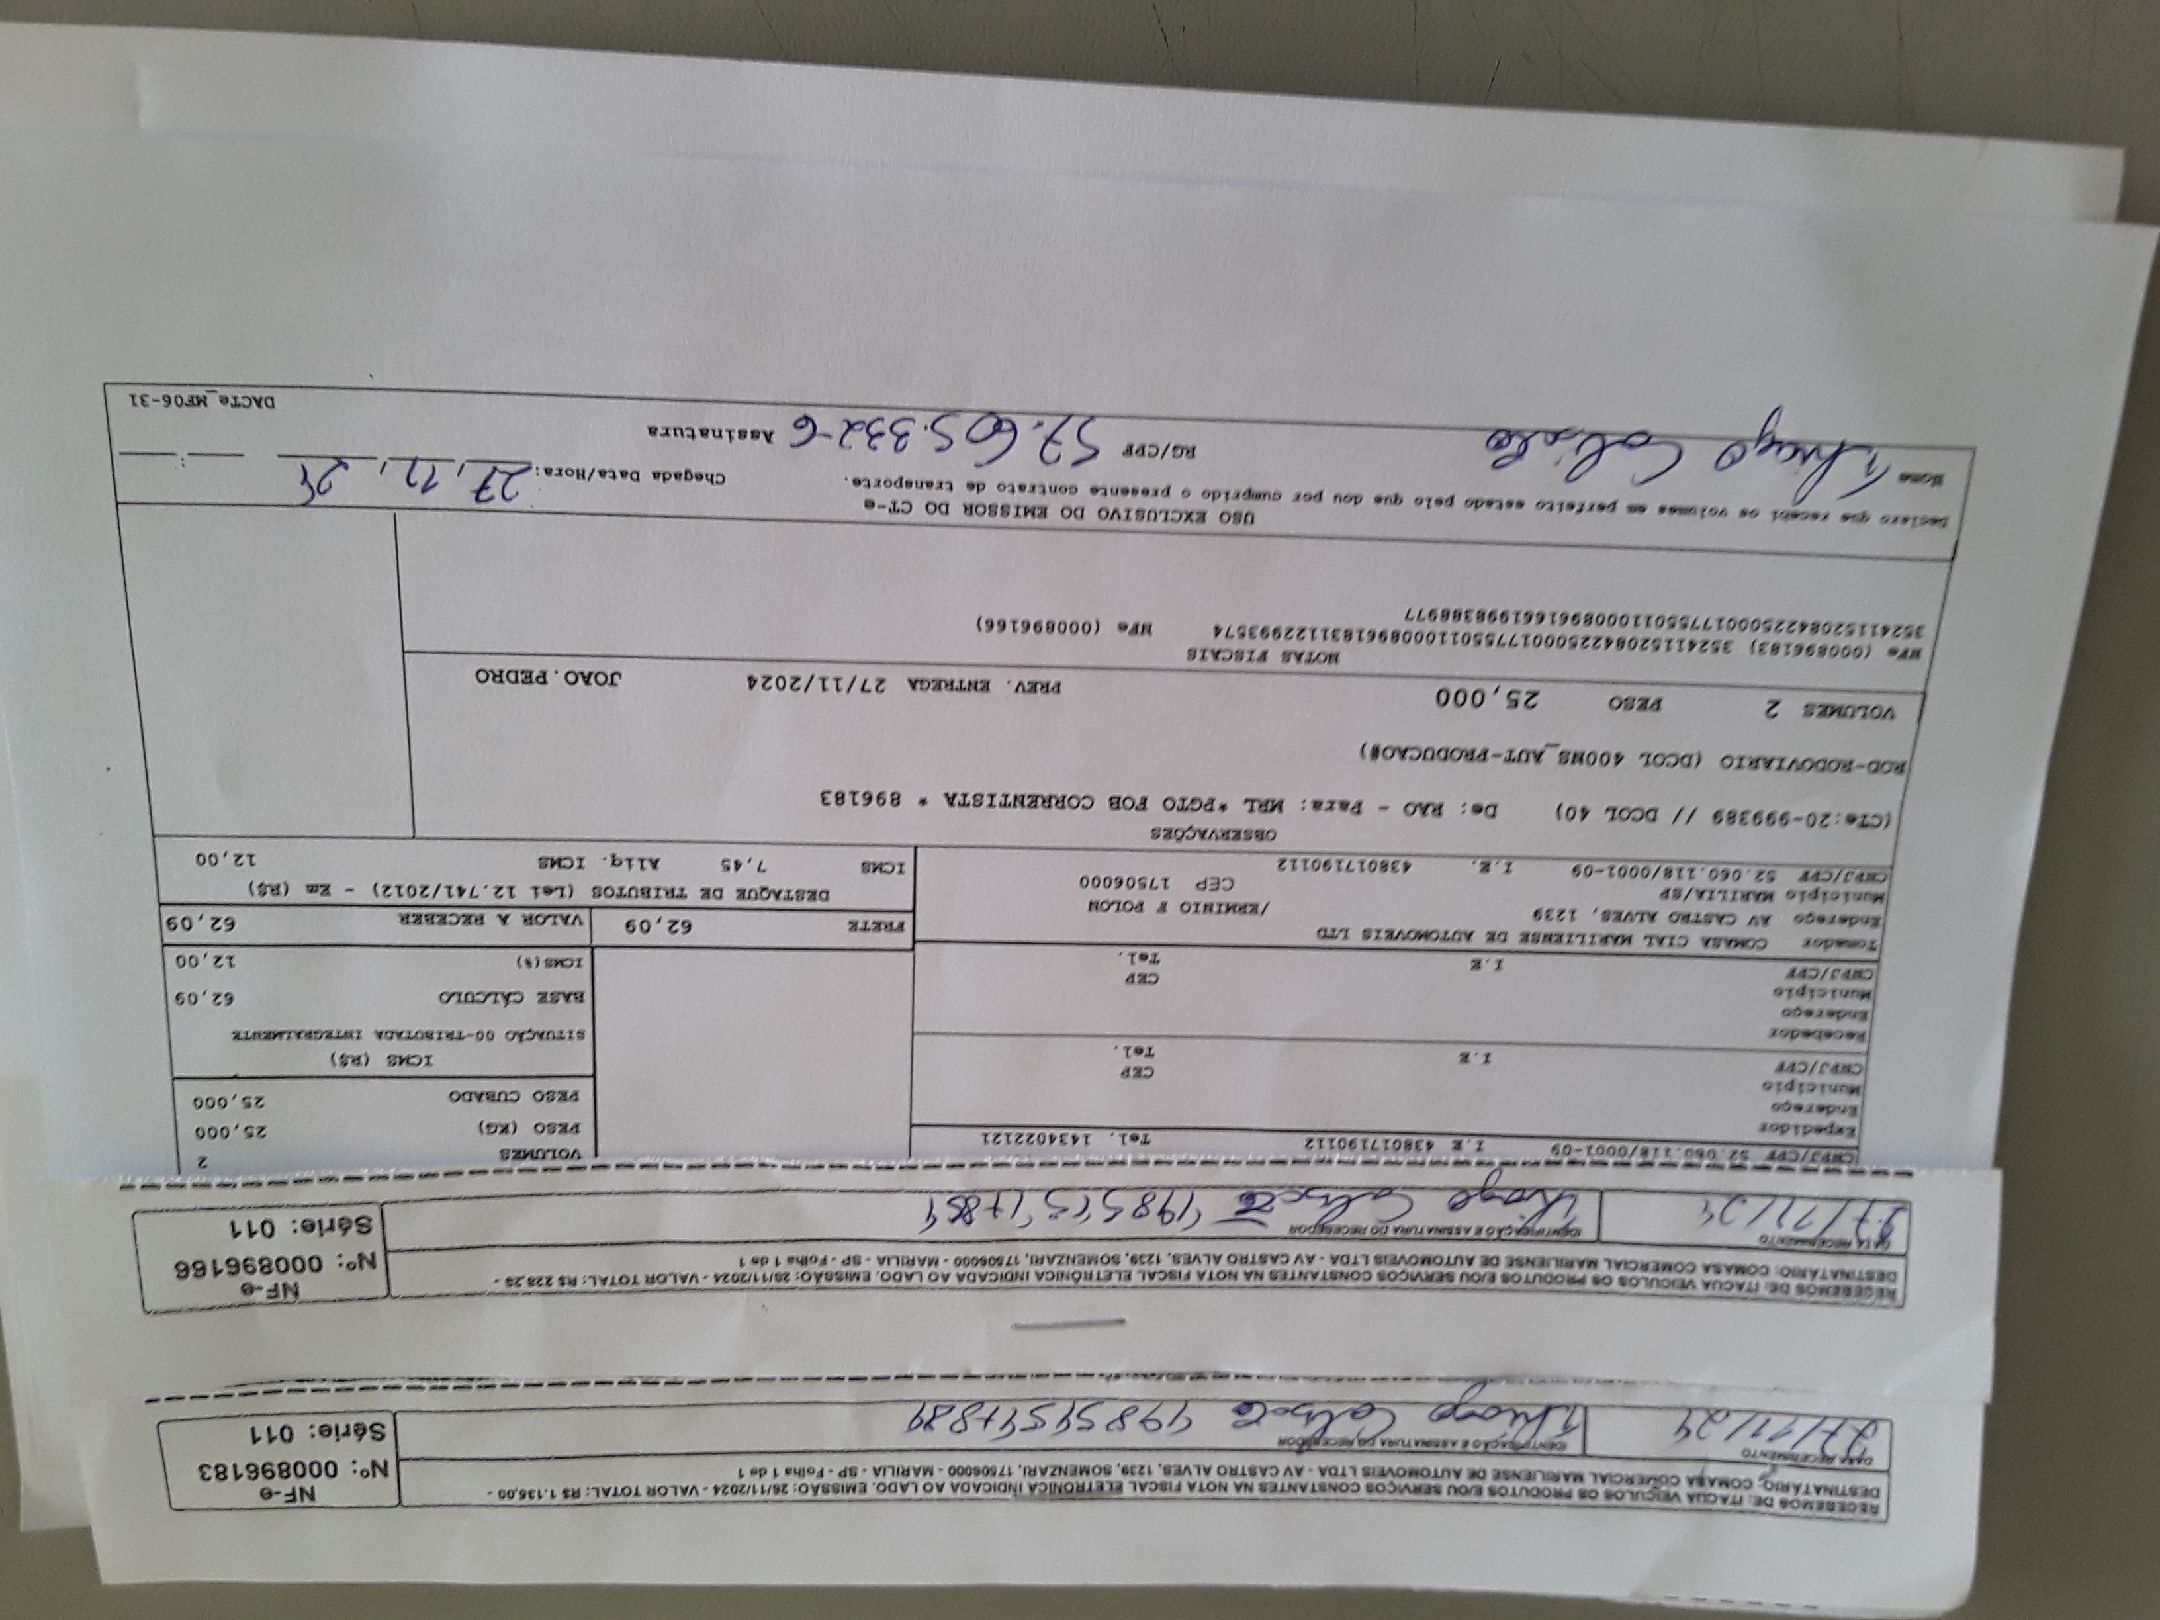 RECEBEMOS DE: ITACUA VEICULOS OS PRODUTOS E/OU SERVIÇOS CONSTANTES NA NOTA FISCAL ELETRÔNICA INDICADA AO LADO. EMISSÃO: 26/11/2024 - VALOR TOTAL: R$ 1.135,00 -
DESTINATÁRIO: COMASA COMERCIAL MARILIENSE DE AUTOMOVEIS LTDA - AV CASTRO ALVES, 1239, SOMENZARI, 17506000 - MARILIA - SP - Folha 1 de 1
NF-e
Nº: 000896183
Série: 011
DATA RECEBIMENTO
27/11/24
IDENTIFICAÇÃO E ASSINATURA DO RECEBEDOR
Thiago
RECEBEMOS DE: ITACUA VEICULOS OS PRODUTOS E/OU SERVIÇOS CONSTANTES NA NOTA FISCAL ELETRÔNICA INDICADA AO LADO. EMISSÃO: 26/11/2024 - VALOR TOTAL: R$ 228,29 -
DESTINATÁRIO: COMASA COMERCIAL MARILIENSE DE AUTOMOVEIS LTDA - AV CASTRO ALVES, 1239, SOMENZARI, 17506000 - MARILIA - SP - Folha 1 de 1
NF-e
Nº: 000896166
Série: 011
DATA RECEBIMENTO
27/11/24
IDENTIFICAÇÃO E ASSINATURA DO RECEBEDOR
Thiago
CNPJ/CPF 52.060.118/0001-09 I.E 438017190112 Tel. 1434022121
Expedidor
Endereço
Município CEP
CNPJ/CPF I.E Tel.
Recebedor
Endereço
Município CEP
CNPJ/CPF I.E Tel.
Tomador COMASA CIAL MARILIENSE DE AUTOMOVEIS LTD
Endereço AV CASTRO ALVES, 1239 /ERMINIO F POLON
Município MARILIA/SP CEP 17506000
CNPJ/CPF 52.060.118/0001-09 I.E. 438017190112
VOLUMES 2
PESO (KG) 25,000
PESO CUBADO 25,000
ICMS (R$)
SITUAÇÃO 00-TRIBUTADA INTEGRALMENTE
BASE CÁLCULO 62,09
ICMS(%) 12,00
FRETE 62,09 VALOR A RECEBER 62,09
DESTAQUE DE TRIBUTOS (Lei 12.741/2012) - Em (R$)
ICMS 7,45 Aliq. ICMS 12,00
OBSERVAÇÕES
(CTe:20-999389 // DCOL 40) De: RAO - Para: MRL *PGTO FOB CORRENTISTA * 896183
ROD-RODOVIARIO (DCOL 400MS_AUT-PRODUCAO#)
VOLUMES 2 PESO 25,000 PREV. ENTREGA 27/11/2024 JOAO.PEDRO
NOTAS FISCAIS
NFe (000896183) 35241152084225000177550110008961831122993574 NFe (000896166)
35241152084225000177550110008961661998388977
USO EXCLUSIVO DO EMISSOR DO CT-e
Declaro que recebi os volumes em perfeito estado pelo que dou por cumprido o presente contrato de transporte.
Chegada Data/Hora: 27, 11, 24 :
Nome Thiago RG/CPF 57.605.332-6 Assinatura
DACTe_MF06-31